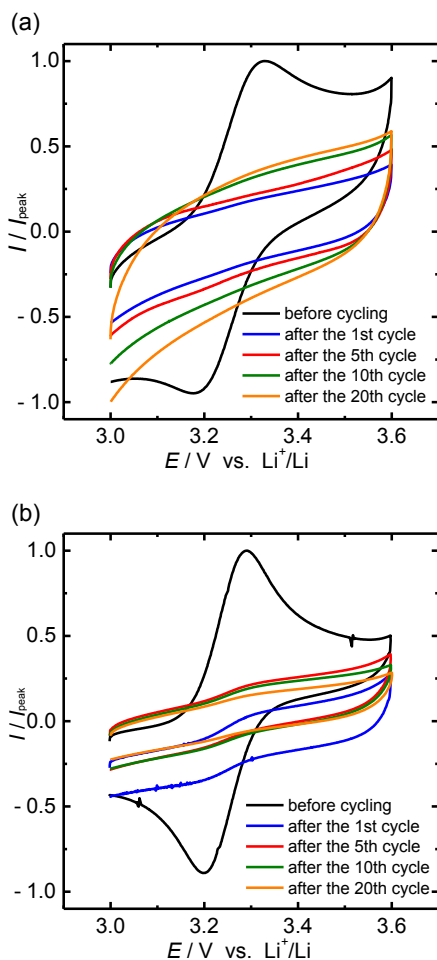 (a)
1.0
0.5
0.0
- 0.5
- 1.0
I / Ipeak
before cycling
after the 1st cycle
after the 5th cycle
after the 10th cycle
after the 20th cycle
3.0 3.2 3.4 3.6
E / V vs. Li⁺/Li
(b)
1.0
0.5
0.0
- 0.5
- 1.0
I / Ipeak
before cycling
after the 1st cycle
after the 5th cycle
after the 10th cycle
after the 20th cycle
3.0 3.2 3.4 3.6
E / V vs. Li⁺/Li